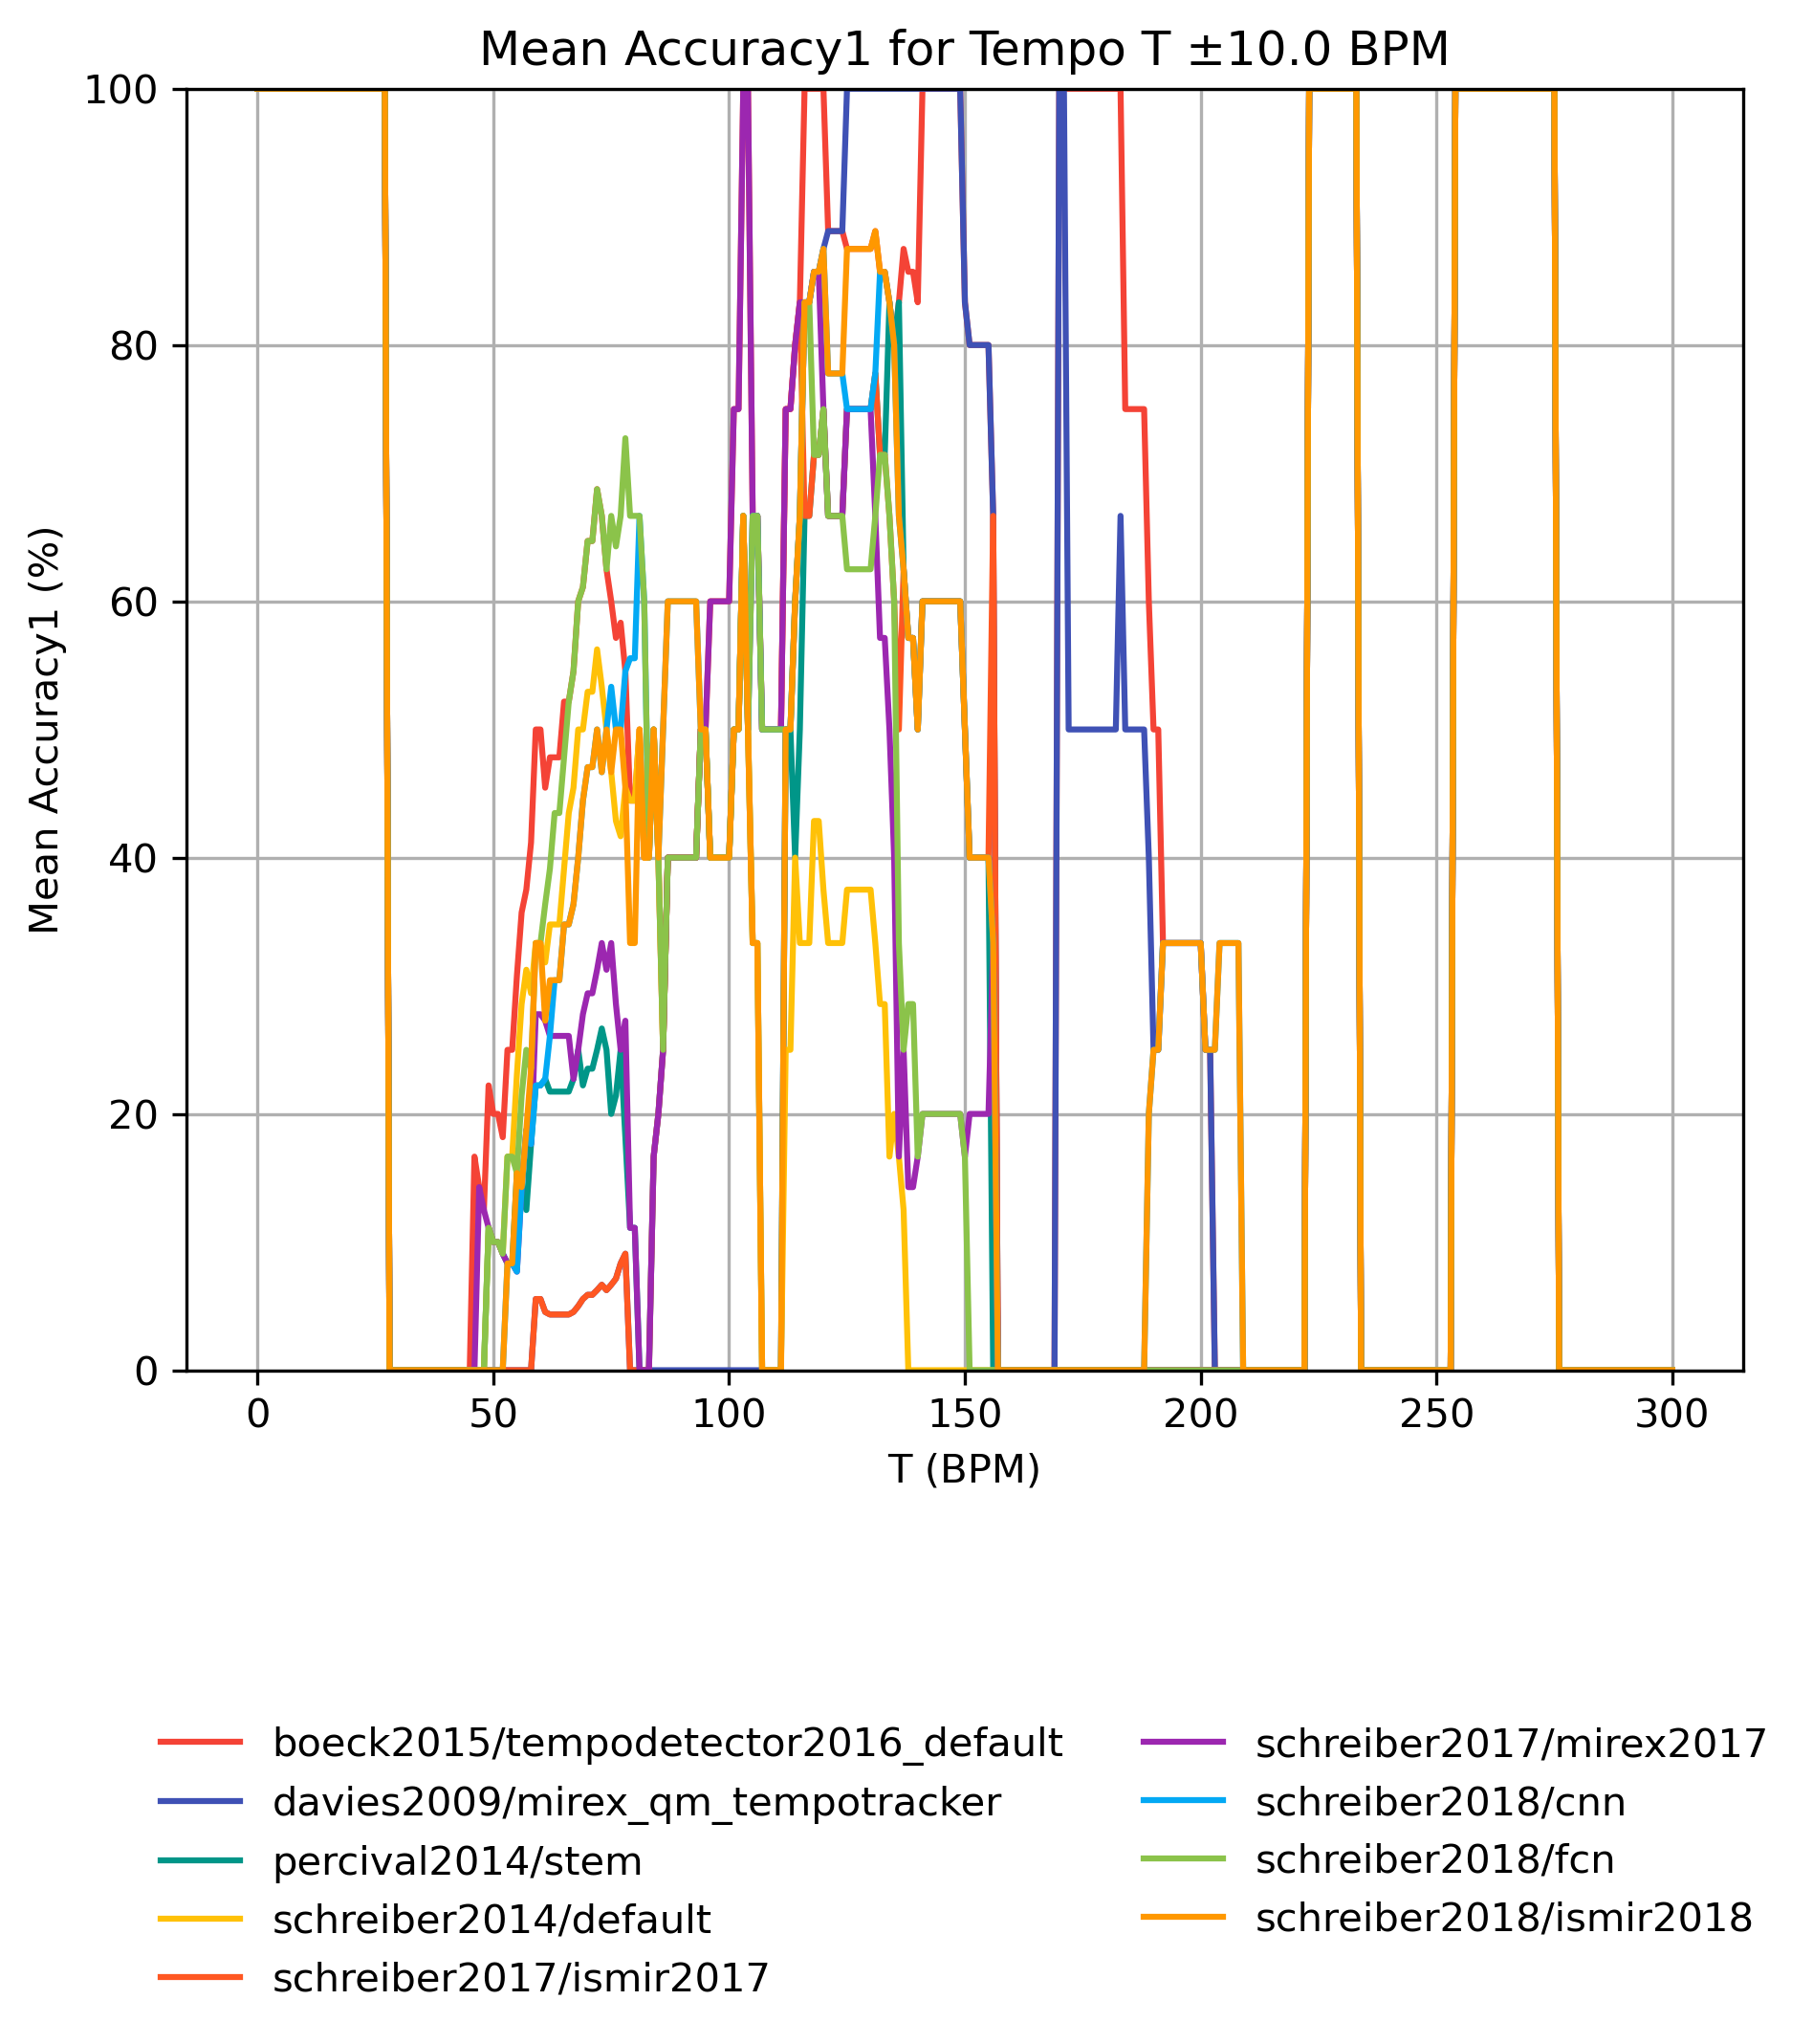 Mean Accuracy1 for Tempo T ±10.0 BPM
Mean Accuracy1 (%)
100
80
60
40
20
0
0 50 100 150 200 250 300
T (BPM)
boeck2015/tempodetector2016_default
davies2009/mirex_qm_tempotracker
percival2014/stem
schreiber2014/default
schreiber2017/ismir2017
schreiber2017/mirex2017
schreiber2018/cnn
schreiber2018/fcn
schreiber2018/ismir2018